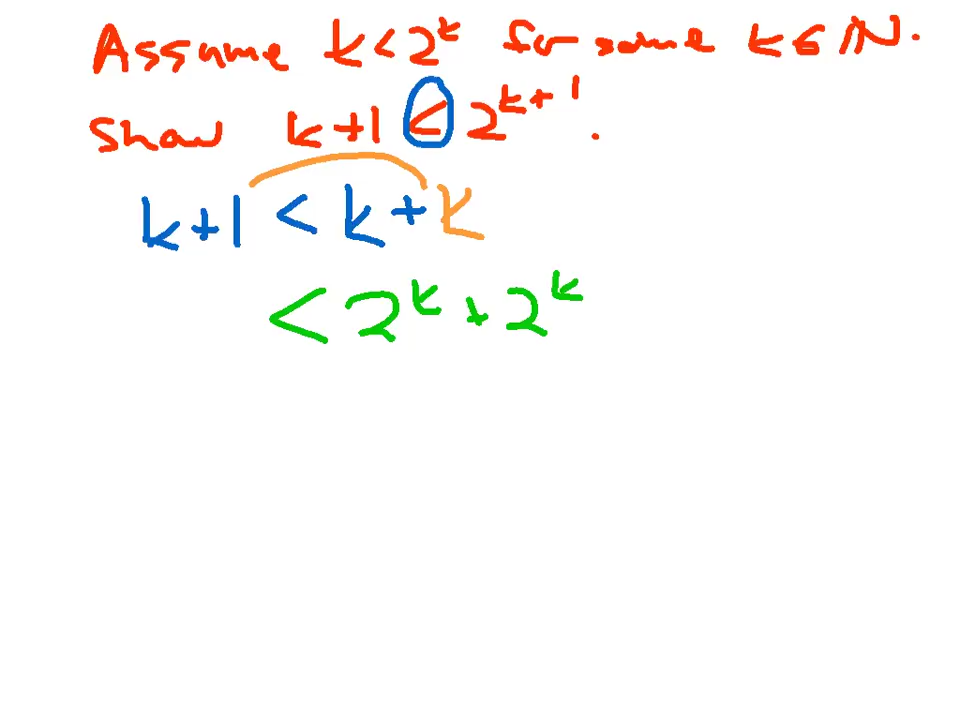 Assume k < 2^k for some k ∈ ℕ.
Show k+1 < 2^{k+1}.
k+1 < k+k
< 2^k + 2^k